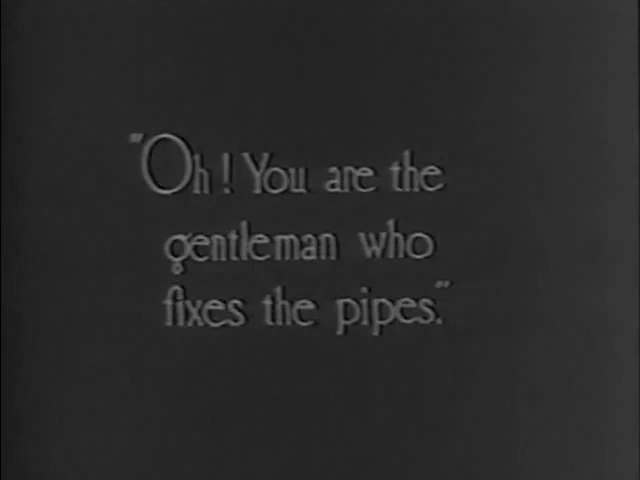 "Oh! You are the
gentleman who
fixes the pipes."